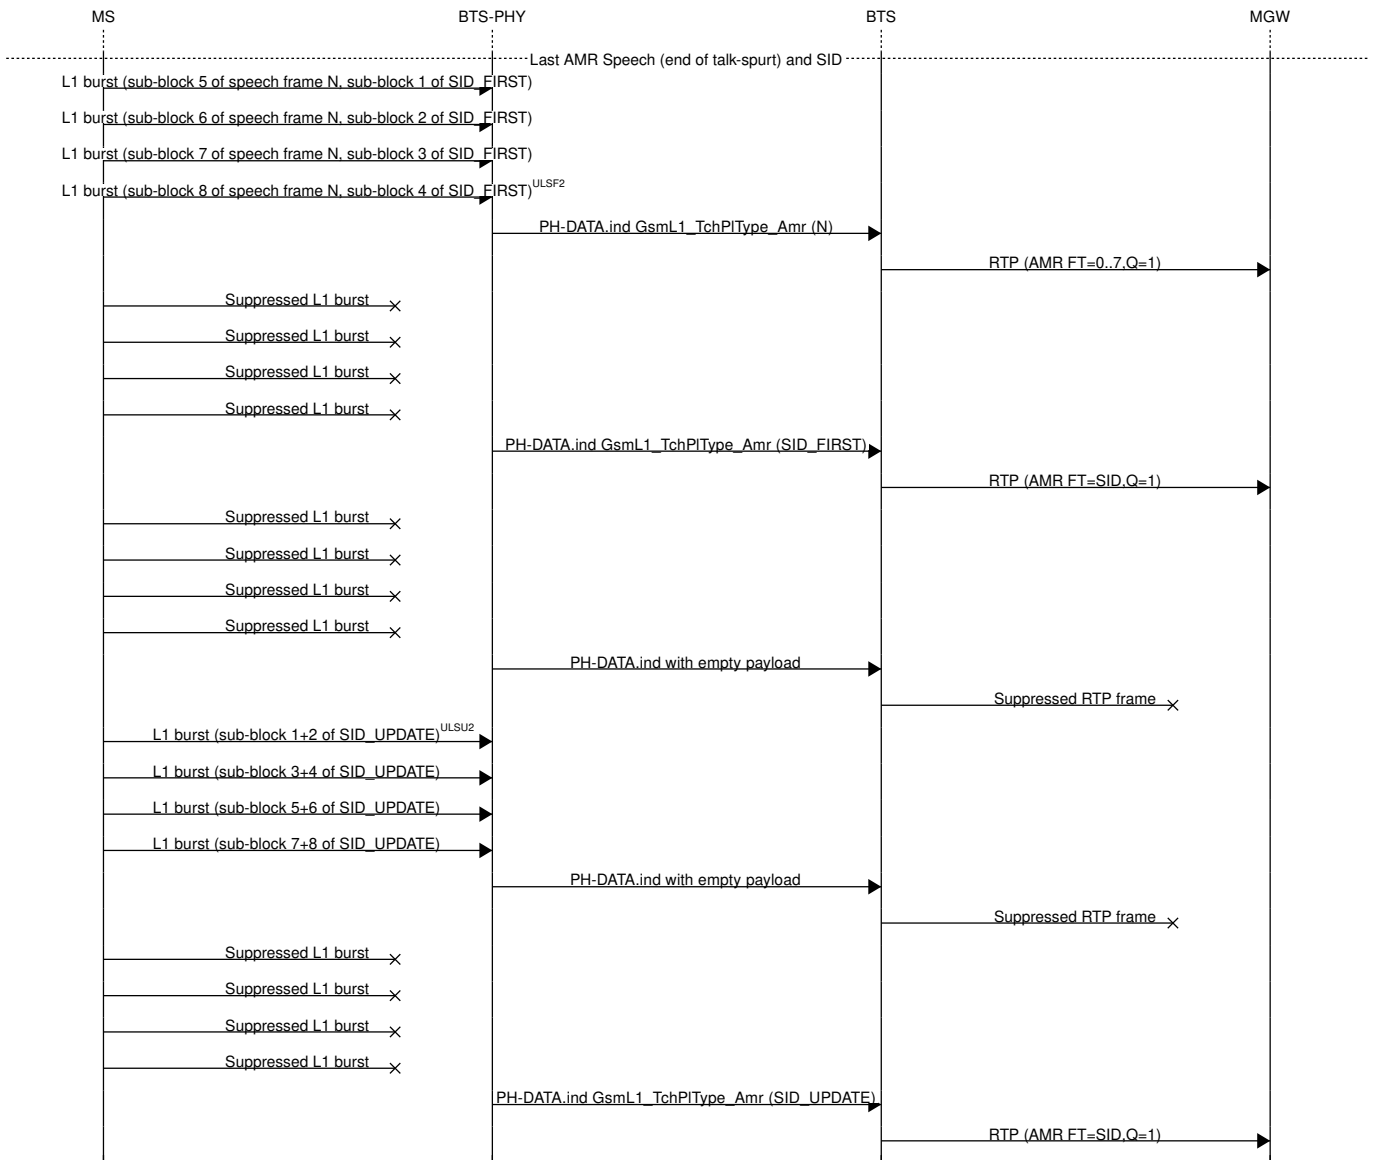 MS BTS-PHY BTS MGW
Last AMR Speech (end of talk-spurt) and SID
L1 burst (sub-block 5 of speech frame N, sub-block 1 of SID_FIRST)
L1 burst (sub-block 6 of speech frame N, sub-block 2 of SID_FIRST)
L1 burst (sub-block 7 of speech frame N, sub-block 3 of SID_FIRST)
L1 burst (sub-block 8 of speech frame N, sub-block 4 of SID_FIRST) ULSF2
PH-DATA.ind GsmL1_TchPlType_Amr (N)
RTP (AMR FT=0..7,Q=1)
Suppressed L1 burst
Suppressed L1 burst
Suppressed L1 burst
Suppressed L1 burst
PH-DATA.ind GsmL1_TchPlType_Amr (SID_FIRST)
RTP (AMR FT=SID,Q=1)
Suppressed L1 burst
Suppressed L1 burst
Suppressed L1 burst
Suppressed L1 burst
PH-DATA.ind with empty payload
Suppressed RTP frame
L1 burst (sub-block 1+2 of SID_UPDATE) ULSU2
L1 burst (sub-block 3+4 of SID_UPDATE)
L1 burst (sub-block 5+6 of SID_UPDATE)
L1 burst (sub-block 7+8 of SID_UPDATE)
PH-DATA.ind with empty payload
Suppressed RTP frame
Suppressed L1 burst
Suppressed L1 burst
Suppressed L1 burst
Suppressed L1 burst
PH-DATA.ind GsmL1_TchPlType_Amr (SID_UPDATE)
RTP (AMR FT=SID,Q=1)